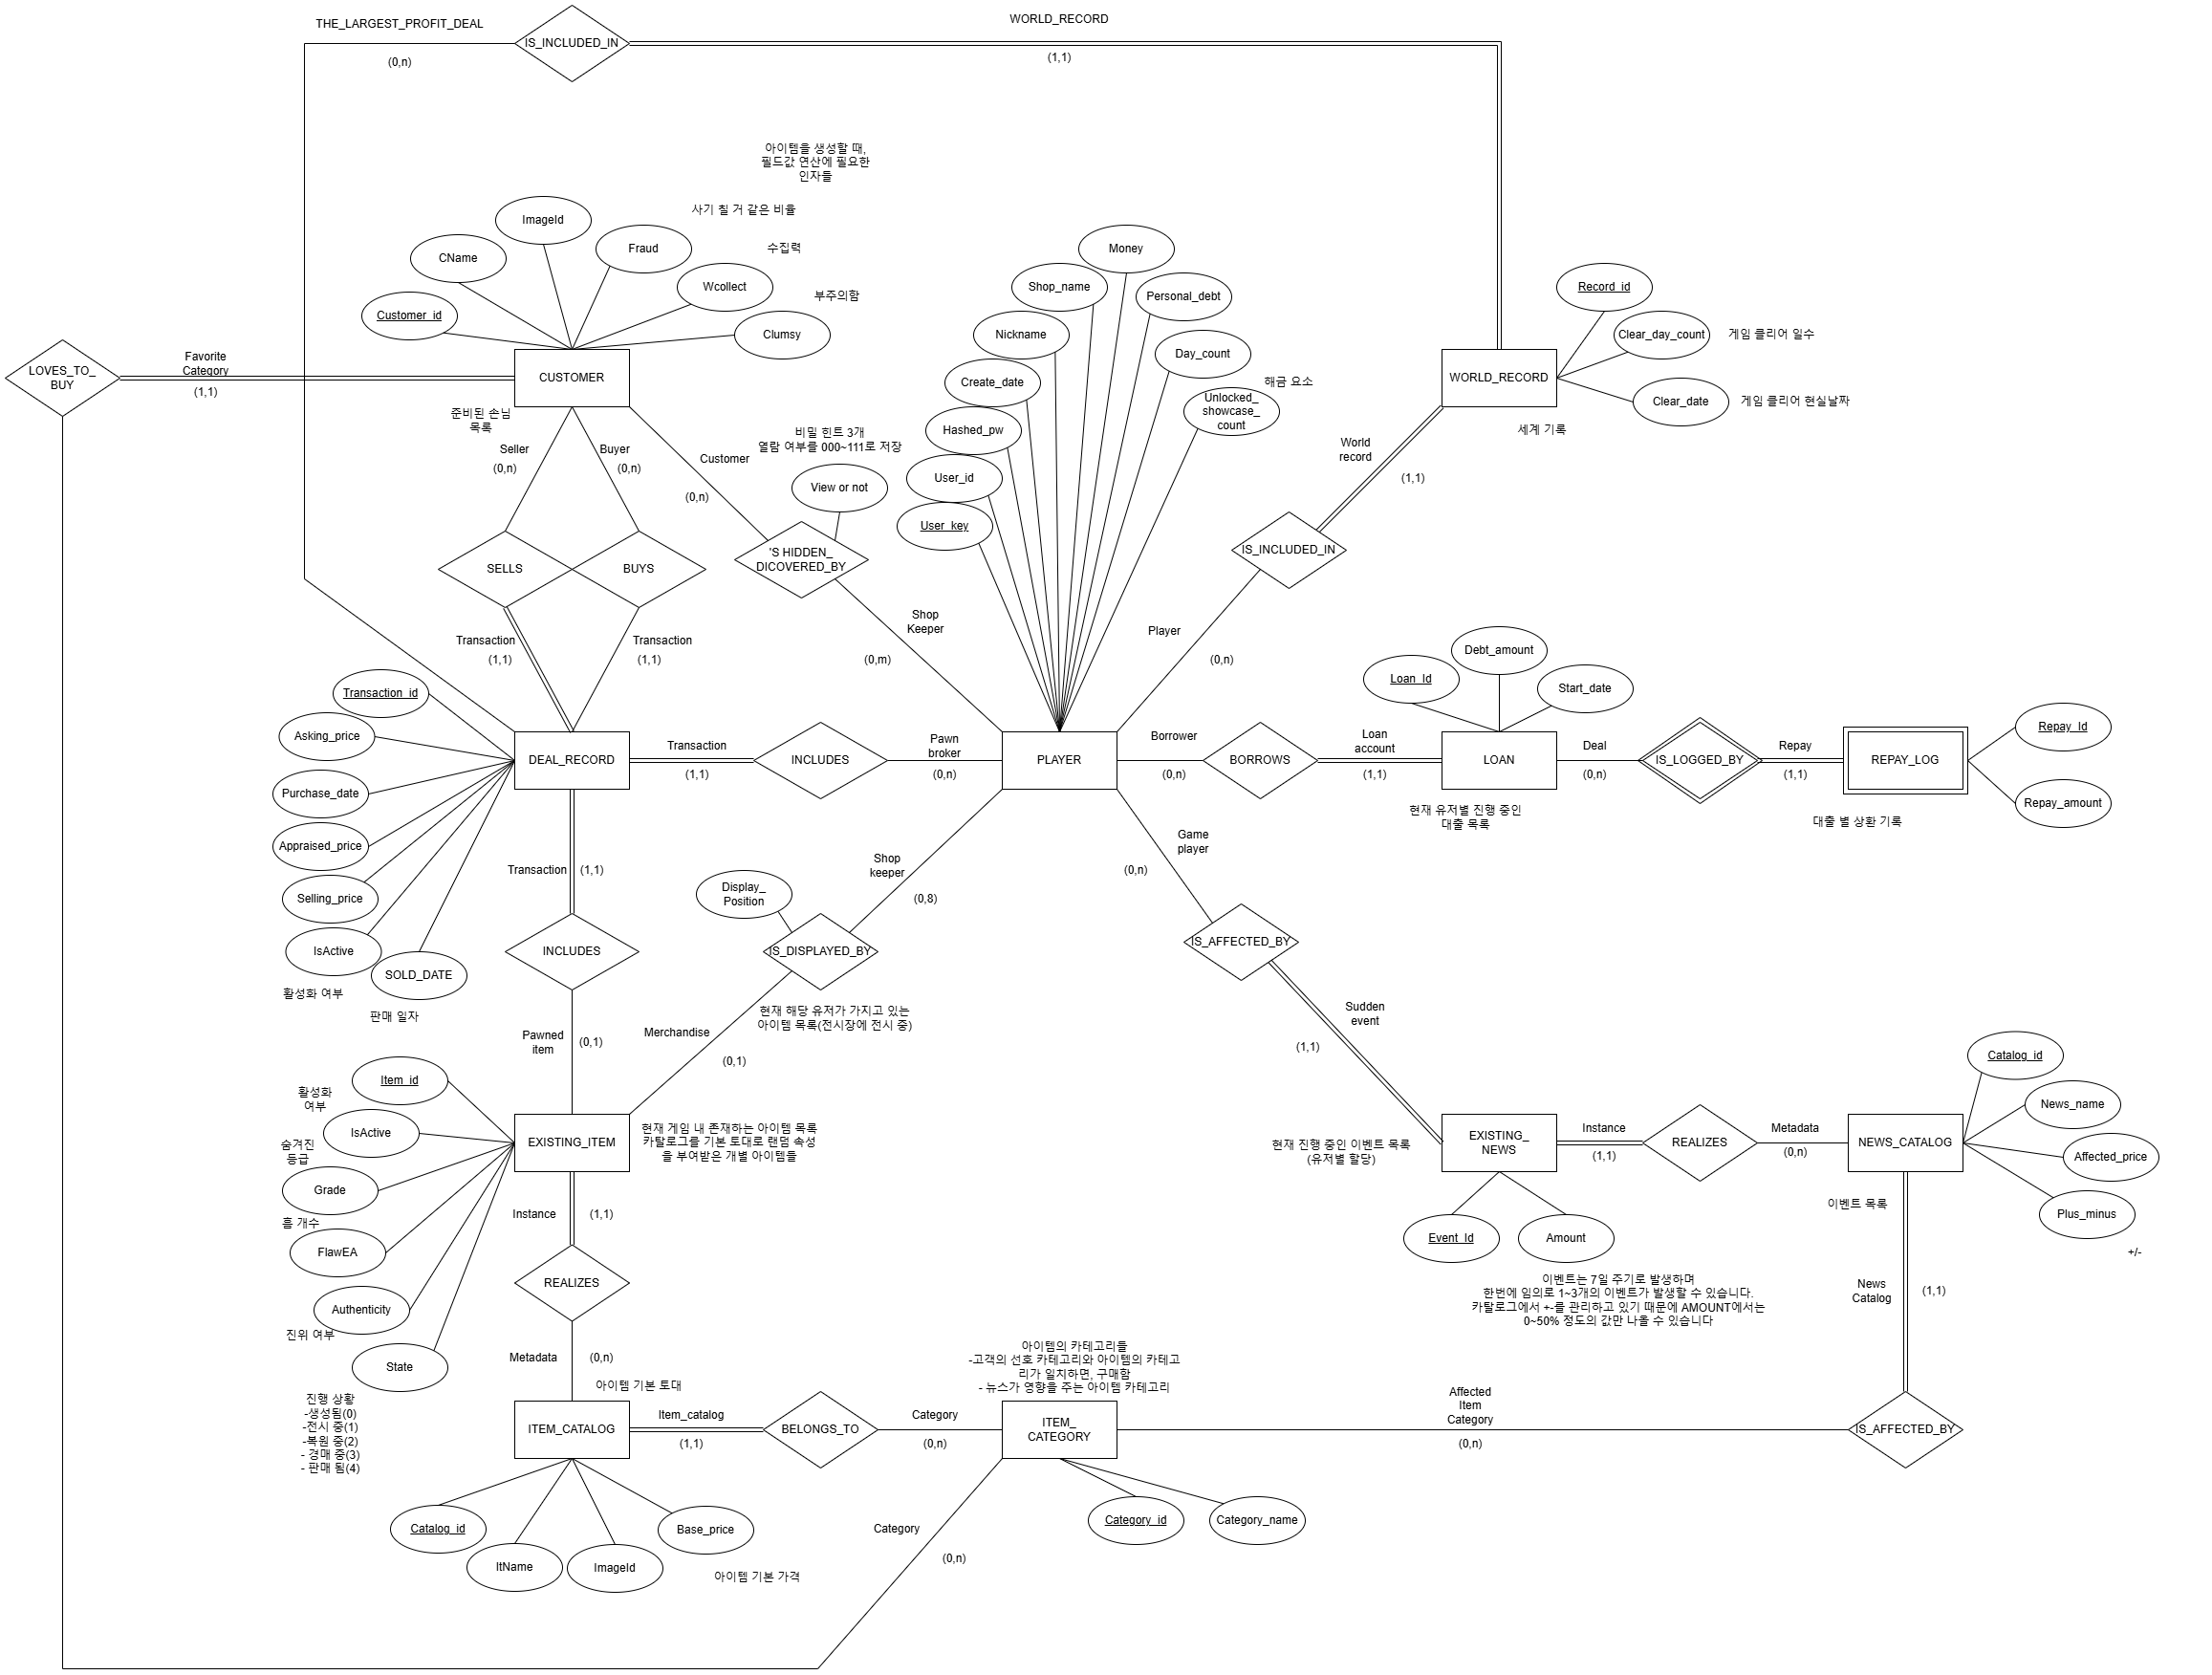 THE_LARGEST_PROFIT_DEAL
IS_INCLUDED_IN
WORLD_RECORD
(0,n)
(1,1)
아이템을 생성할 때,
필드값 연산에 필요한
인자들
사기 칠 거 같은 비율
수집력
부주의함
ImageId
CName
Fraud
Wcollect
Customer_id
Clumsy
LOVES_TO_
BUY
Favorite
Category
(1,1)
CUSTOMER
준비된 손님
목록
Seller
(0,n)
Buyer
(0,n)
Customer
(0,n)
비밀 힌트 3개
열람 여부를 000~111로 저장
View or not
'S HIDDEN_
DICOVERED_BY
Shop
Keeper
(0,m)
SELLS
BUYS
Transaction
(1,1)
Transaction
(1,1)
Money
Shop_name
Personal_debt
Nickname
Day_count
Create_date
해금 요소
Unlocked_
showcase_
count
Hashed_pw
User_id
User_key
Record_id
Clear_day_count
게임 클리어 일수
WORLD_RECORD
Clear_date
게임 클리어 현실날짜
세계 기록
World
record
(1,1)
IS_INCLUDED_IN
Player
(0,n)
Transaction_id
Asking_price
Purchase_date
Appraised_price
Selling_price
IsActive
SOLD_DATE
활성화 여부
판매 일자
DEAL_RECORD
Transaction
(1,1)
INCLUDES
Pawn
broker
(0,n)
PLAYER
Borrower
(0,n)
BORROWS
Loan
account
(1,1)
Loan_Id
Debt_amount
Start_date
LOAN
현재 유저별 진행 중인
대출 목록
Deal
(0,n)
IS_LOGGED_BY
Repay
(1,1)
REPAY_LOG
대출 별 상환 기록
Repay_Id
Repay_amount
Transaction
(1,1)
INCLUDES
Pawned
item
(0,1)
Display_
Position
Shop
keeper
(0,8)
IS_DISPLAYED_BY
현재 해당 유저가 가지고 있는
아이템 목록(전시장에 전시 중)
Merchandise
(0,1)
Game
player
(0,n)
IS_AFFECTED_BY
Sudden
event
(1,1)
Item_id
활성화
여부
IsActive
숨겨진
등급
Grade
흠 개수
FlawEA
Authenticity
진위 여부
State
진행 상황
-생성됨(0)
-전시 중(1)
-복원 중(2)
- 경매 중(3)
- 판매 됨(4)
EXISTING_ITEM
현재 게임 내 존재하는 아이템 목록
카탈로그를 기본 토대로 랜덤 속성
을 부여받은 개별 아이템들
Instance
(1,1)
REALIZES
Metadata
(0,n)
아이템 기본 토대
현재 진행 중인 이벤트 목록
(유저별 할당)
EXISTING_
NEWS
Instance
(1,1)
REALIZES
Metadata
(0,n)
NEWS_CATALOG
이벤트 목록
Catalog_id
News_name
Affected_price
Plus_minus
+/-
Event_Id
Amount
이벤트는 7일 주기로 발생하며
한번에 임의로 1~3개의 이벤트가 발생할 수 있습니다.
카탈로그에서 +-를 관리하고 있기 때문에 AMOUNT에서는
0~50% 정도의 값만 나올 수 있습니다
News
Catalog
(1,1)
ITEM_CATALOG
Item_catalog
(1,1)
BELONGS_TO
Category
(0,n)
아이템의 카테고리들
-고객의 선호 카테고리와 아이템의 카테고
리가 일치하면, 구매함
- 뉴스가 영향을 주는 아이템 카테고리
ITEM_
CATEGORY
Affected
Item
Category
(0,n)
IS_AFFECTED_BY
Catalog_id
ItName
ImageId
Base_price
아이템 기본 가격
Category
(0,n)
Category_id
Category_name